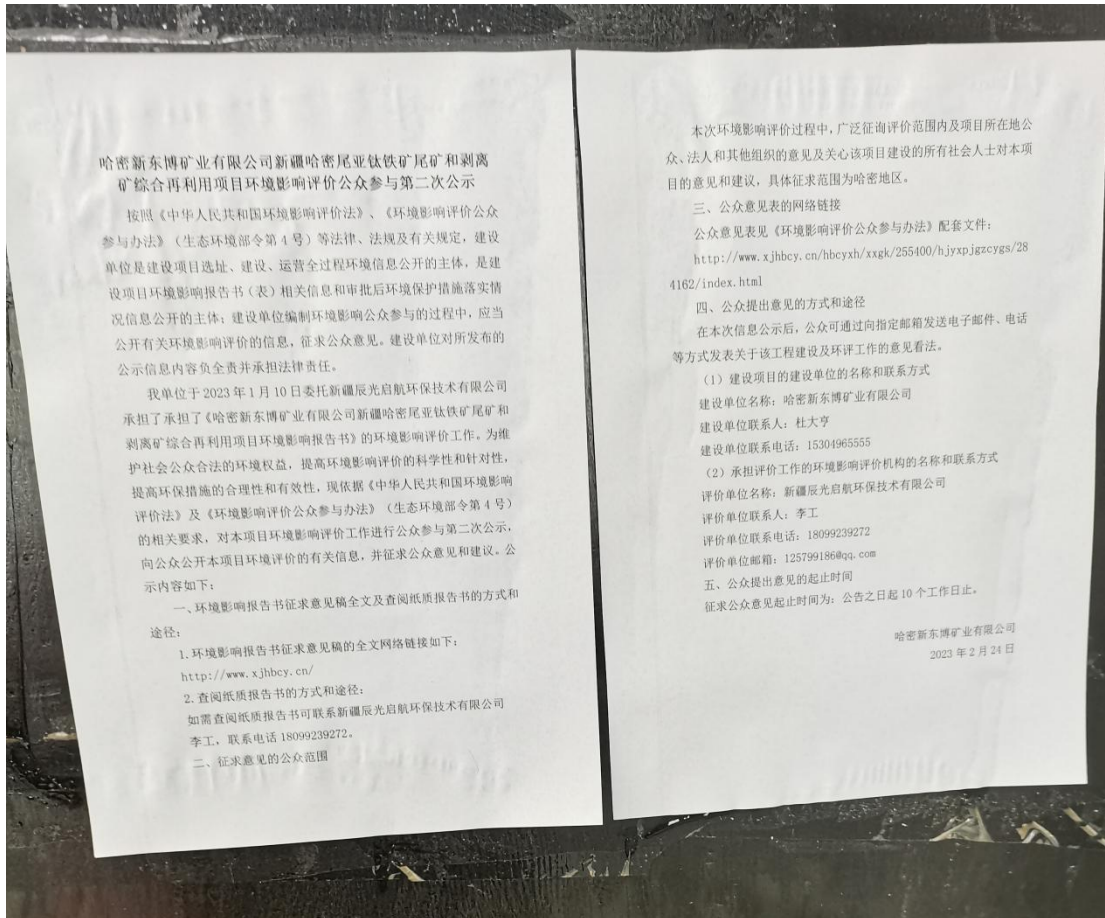 哈密新东博矿业有限公司新疆哈密尾亚钛铁矿尾矿和剥离
矿综合再利用项目环境影响评价公众参与第二次公示
按照《中华人民共和国环境影响评价法》、《环境影响评价公众
参与办法》（生态环境部令第4号）等法律、法规及有关规定，建设
单位是建设项目选址、建设、运营全过程环境信息公开的主体，是建
设项目环境影响报告书（表）相关信息和审批后环境保护措施落实情
况信息公开的主体；建设单位编制环境影响公众参与的过程中，应当
公开有关环境影响评价的信息，征求公众意见。建设单位对所发布的
公示信息内容负全责并承担法律责任。
我单位于2023年1月10日委托新疆辰光启航环保技术有限公司
承担了承担了《哈密新东博矿业有限公司新疆哈密尾亚钛铁矿尾矿和
剥离矿综合再利用项目环境影响报告书》的环境影响评价工作。为维
护社会公众合法的环境权益，提高环境影响评价的科学性和针对性，
提高环保措施的合理性和有效性，现依据《中华人民共和国环境影响
评价法》及《环境影响评价公众参与办法》（生态环境部令第4号）
的相关要求，对本项目环境影响评价工作进行公众参与第二次公示，
向公众公开本项目环境评价的有关信息，并征求公众意见和建议。公
示内容如下：
一、环境影响报告书征求意见稿全文及查阅纸质报告书的方式和
途径：
1.环境影响报告书征求意见稿的全文网络链接如下：
http://www.xjhbcy.cn/
2.查阅纸质报告书的方式和途径：
如需查阅纸质报告书可联系新疆辰光启航环保技术有限公司
李工，联系电话18099239272。
二、征求意见的公众范围
本次环境影响评价过程中，广泛征询评价范围内及项目所在地公
众、法人和其他组织的意见及关心该项目建设的所有社会人士对本项
目的意见和建议，具体征求范围为哈密地区。
三、公众意见表的网络链接
公众意见表见《环境影响评价公众参与办法》配套文件：
http://www.xjhbcy.cn/hbcyxh/xxgk/255400/hjyxpjgzcygs/28
4162/index.html
四、公众提出意见的方式和途径
在本次信息公示后，公众可通过向指定邮箱发送电子邮件、电话
等方式发表关于该工程建设及环评工作的意见看法。
（1）建设项目的建设单位的名称和联系方式
建设单位名称：哈密新东博矿业有限公司
建设单位联系人：杜大亨
建设单位联系电话：15304965555
（2）承担评价工作的环境影响评价机构的名称和联系方式
评价单位名称：新疆辰光启航环保技术有限公司
评价单位联系人：李工
评价单位联系电话：18099239272
评价单位邮箱：125799186@qq.com
五、公众提出意见的起止时间
征求公众意见起止时间为：公告之日起10个工作日止。
哈密新东博矿业有限公司
2023年2月24日